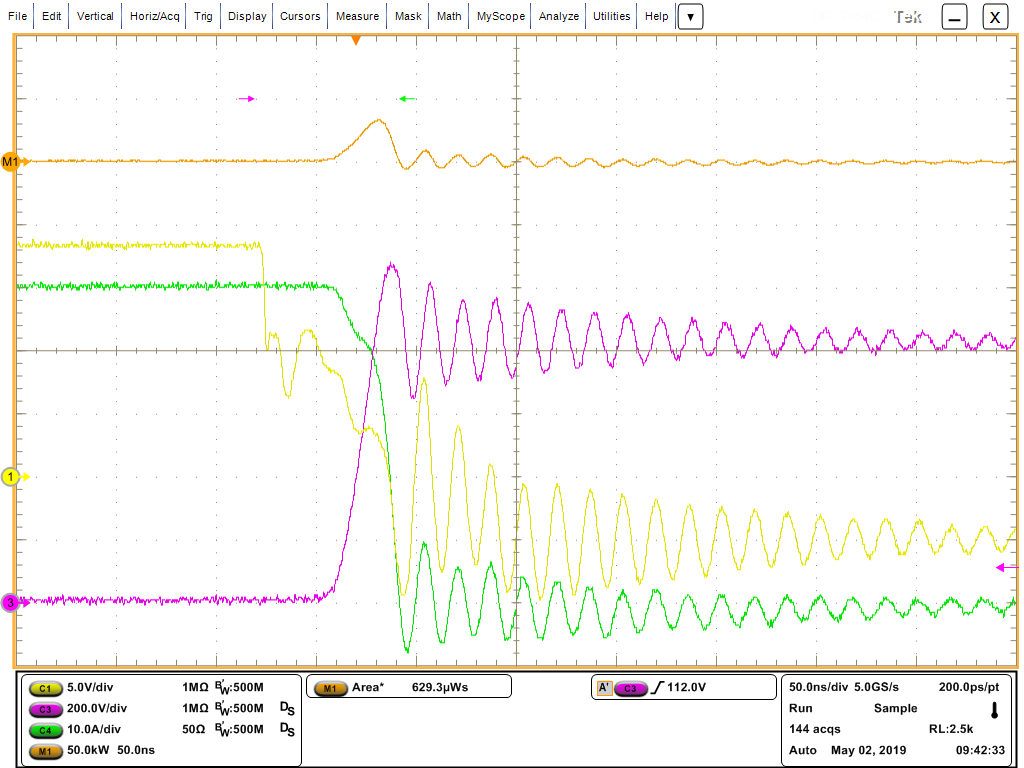 File Edit Vertical Horiz/Acq Trig Display Cursors Measure Mask Math MyScope Analyze Utilities Help ▼ Tek X
M1
1
3
C1 5.0V/div 1MΩ BW:500M
C3 200.0V/div 1MΩ BW:500M DS
C4 10.0A/div 50Ω BW:500M DS
M1 50.0kW 50.0ns
M1 Area* 629.3µWs
A' C3 112.0V
50.0ns/div 5.0GS/s 200.0ps/pt
Run Sample
144 acqs RL:2.5k
Auto May 02, 2019 09:42:33